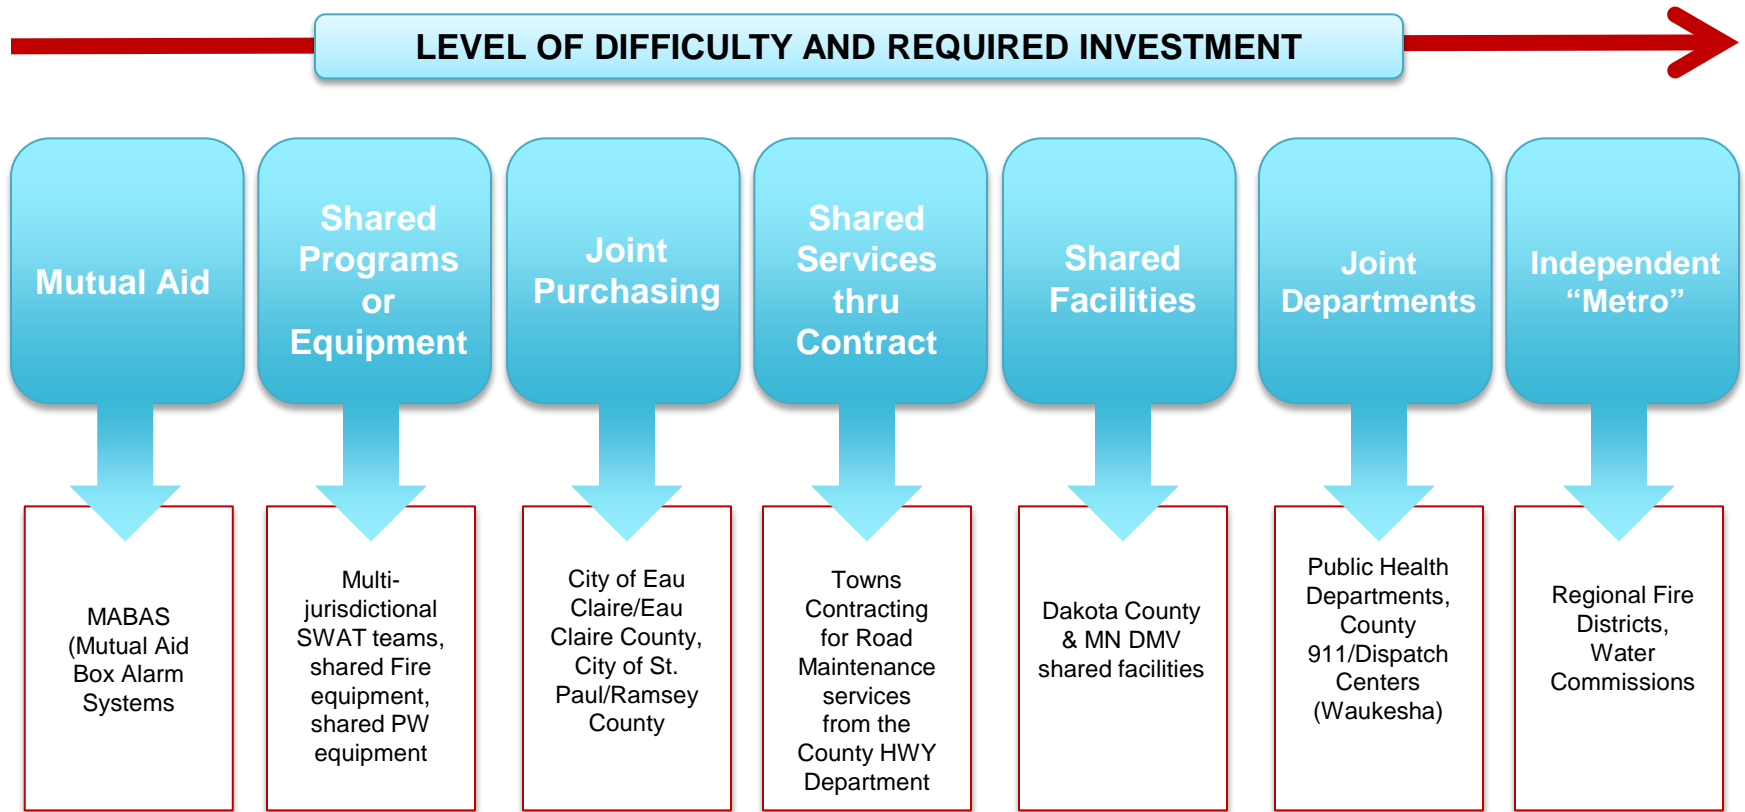 LEVEL OF DIFFICULTY AND REQUIRED INVESTMENT
Mutual Aid
Shared
Programs
or
Equipment
Joint
Purchasing
Shared
Services
thru
Contract
Shared
Facilities
Joint
Departments
Independent
“Metro”
MABAS
(Mutual Aid
Box Alarm
Systems
Multi-
jurisdictional
SWAT teams,
shared Fire
equipment,
shared PW
equipment
City of Eau
Claire/Eau
Claire County,
City of St.
Paul/Ramsey
County
Towns
Contracting
for Road
Maintenance
services
from the
County HWY
Department
Dakota County
& MN DMV
shared facilities
Public Health
Departments,
County
911/Dispatch
Centers
(Waukesha)
Regional Fire
Districts,
Water
Commissions